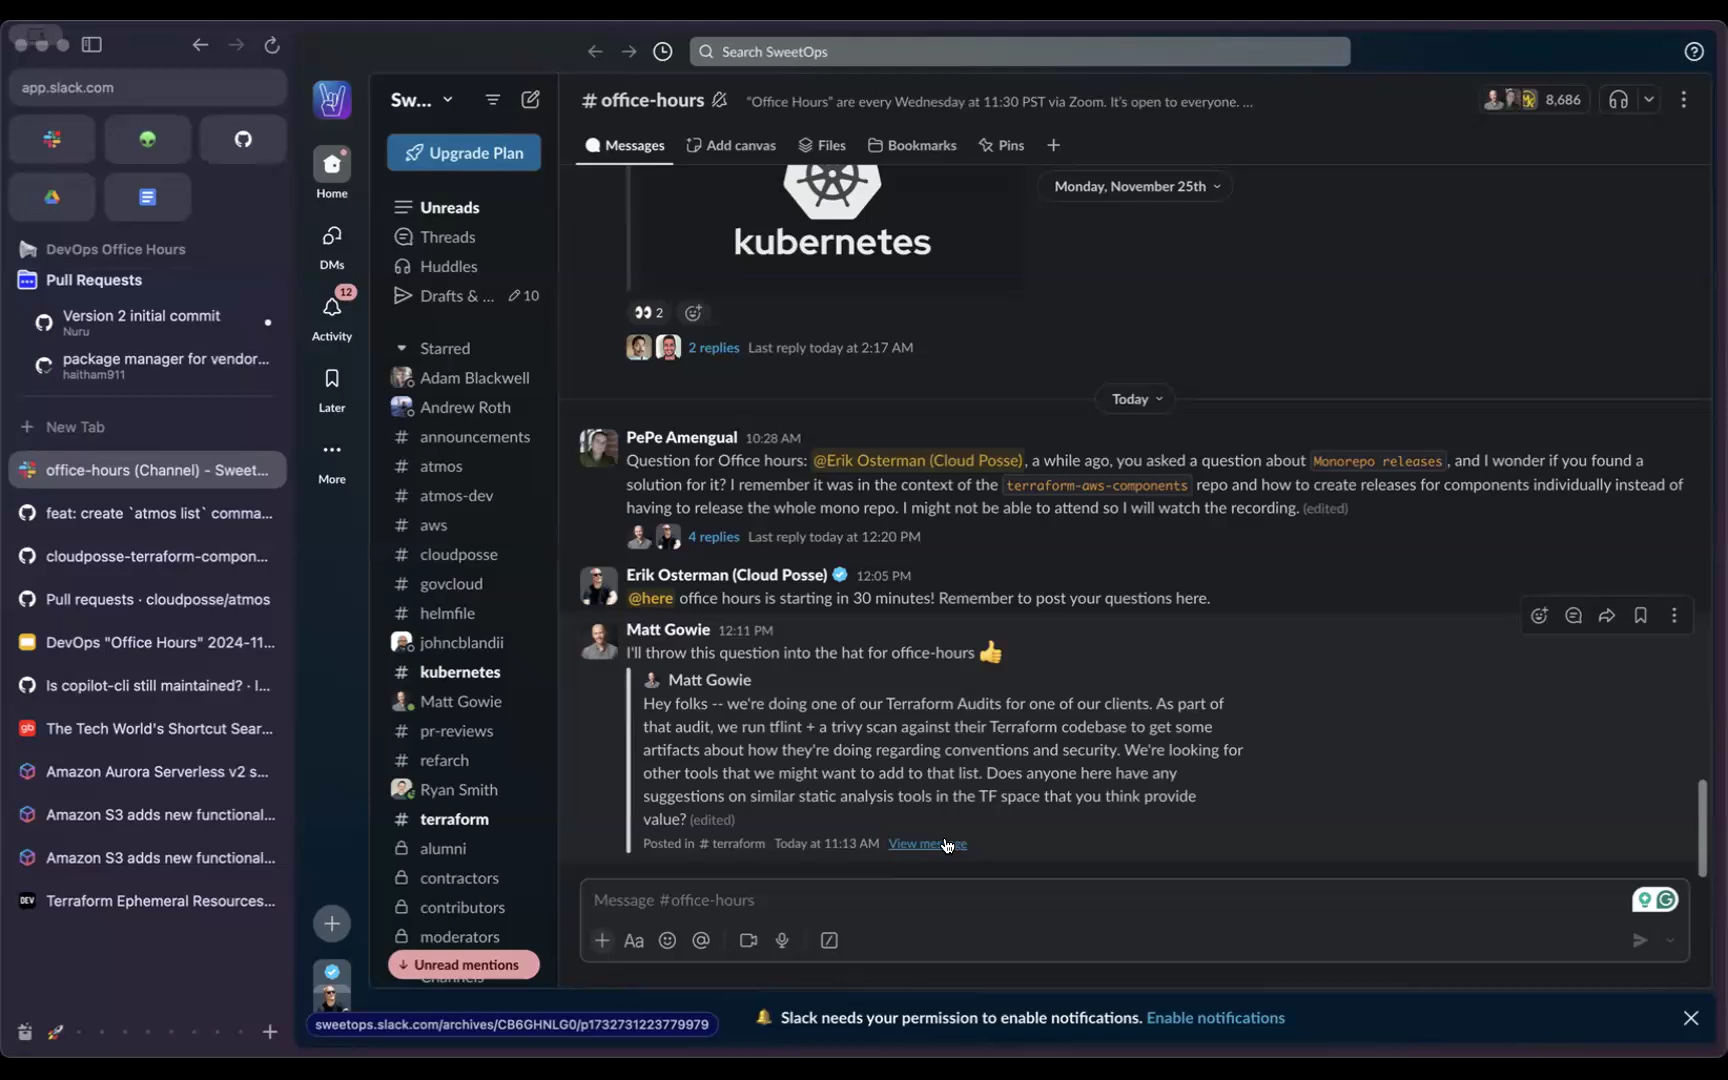 app.slack.com
DevOps Office Hours
Pull Requests
Version 2 initial commit
Nuru
package manager for vendor...
haitham911
New Tab
office-hours (Channel) - Sweet...
feat: create `atmos list` comma...
cloudposse-terraform-compon...
Pull requests · cloudposse/atmos
DevOps "Office Hours" 2024-11...
Is copilot-cli still maintained? · I...
The Tech World's Shortcut Sear...
Amazon Aurora Serverless v2 s...
Amazon S3 adds new functional...
Amazon S3 adds new functional...
DEV Terraform Ephemeral Resources...
Search SweetOps
Home
DMs
12
Activity
Later
More
Sw...
Upgrade Plan
Unreads
Threads
Huddles
Drafts & ... 10
Starred
Adam Blackwell
Andrew Roth
# announcements
# atmos
# atmos-dev
# aws
# cloudposse
# govcloud
# helmfile
johncblandii
# kubernetes
Matt Gowie
# pr-reviews
# refarch
Ryan Smith
# terraform
alumni
contractors
contributors
moderators
Unread mentions
Channels
# office-hours "Office Hours" are every Wednesday at 11:30 PST via Zoom. It's open to everyone. ... 8,686
Messages Add canvas Files Bookmarks Pins
Monday, November 25th
kubernetes
2
2 replies Last reply today at 2:17 AM
Today
PePe Amengual 10:28 AM
Question for Office hours: @Erik Osterman (Cloud Posse), a while ago, you asked a question about Monorepo releases, and I wonder if you found a
solution for it? I remember it was in the context of the terraform-aws-components repo and how to create releases for components individually instead of
having to release the whole mono repo. I might not be able to attend so I will watch the recording. (edited)
4 replies Last reply today at 12:20 PM
Erik Osterman (Cloud Posse) 12:05 PM
@here office hours is starting in 30 minutes! Remember to post your questions here.
Matt Gowie 12:11 PM
I'll throw this question into the hat for office-hours 👍
Matt Gowie
Hey folks -- we're doing one of our Terraform Audits for one of our clients. As part of
that audit, we run tflint + a trivy scan against their Terraform codebase to get some
artifacts about how they're doing regarding conventions and security. We're looking for
other tools that we might want to add to that list. Does anyone here have any
suggestions on similar static analysis tools in the TF space that you think provide
value? (edited)
Posted in # terraform Today at 11:13 AM View message
Message #office-hours
Aa
sweetops.slack.com/archives/CB6GHNLG0/p1732731223779979
Slack needs your permission to enable notifications. Enable notifications